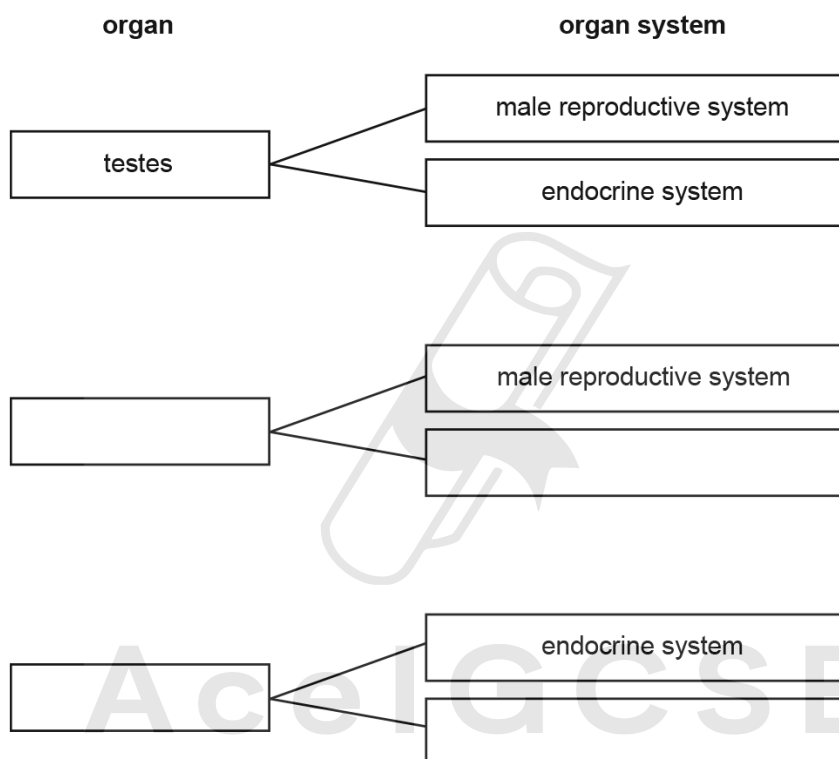 organ organ system
male reproductive system
testes
endocrine system
male reproductive system
endocrine system
AceIGCSE